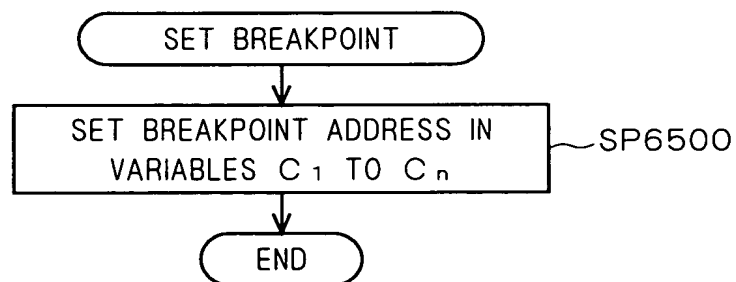 SET BREAKPOINT
SET BREAKPOINT ADDRESS IN
VARIABLES C₁ TO Cₙ
SP6500
END